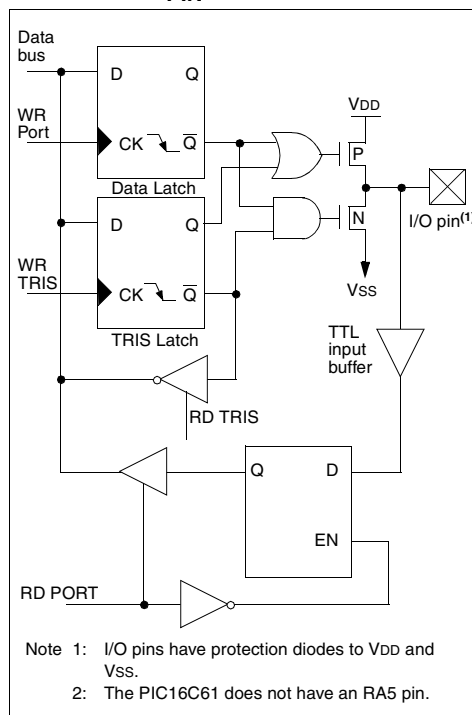 Data
bus
D Q
WR
Port
CK Q
Data Latch
VDD
P
I/O pin(1)
N
VSS
D Q
WR
TRIS
CK Q
TRIS Latch
TTL
input
buffer
RD TRIS
Q D
EN
RD PORT
Note 1: I/O pins have protection diodes to VDD and
VSS.
2: The PIC16C61 does not have an RA5 pin.